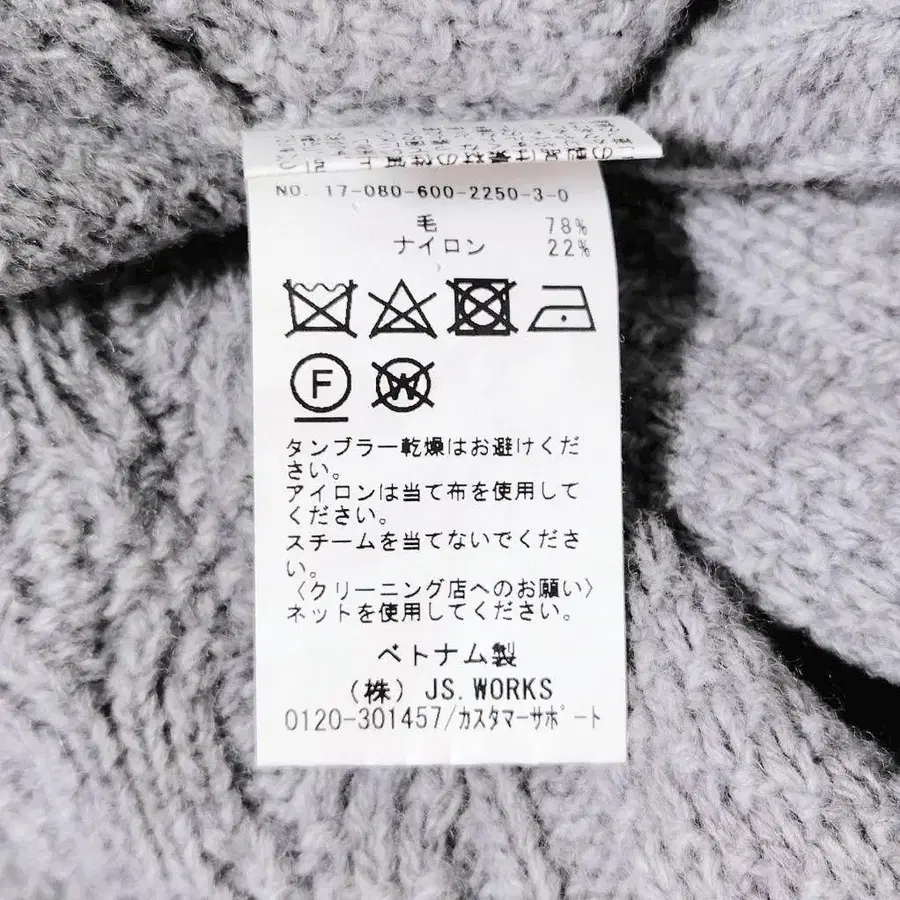 NO. 17-080-600-2250-3-0
毛 78%
ナイロン 22%
F
W
タンブラー乾燥はお避けくだ
さい。
アイロンは当て布を使用して
ください。
スチームを当てないでくださ
い。
〈クリーニング店へのお願い〉
ネットを使用してください。
ベトナム製
(株) JS.WORKS
0120-301457/カスタマーサポート